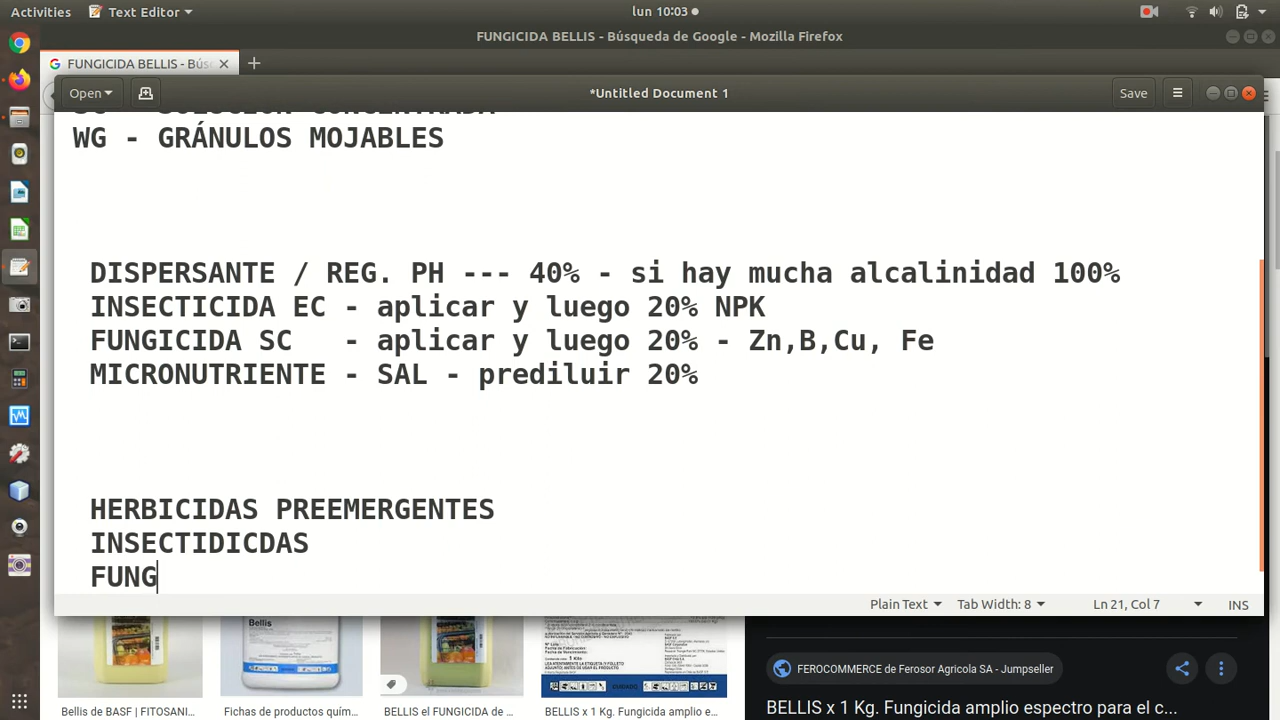 Activities
Text Editor
lun 10:03
FUNGICIDA BELLIS - Búsqueda de Google - Mozilla Firefox
FUNGICIDA BELLIS - Bús
Open
*Untitled Document 1
Save
WG - GRÁNULOS MOJABLES
DISPERSANTE / REG. PH --- 40% - si hay mucha alcalinidad 100%
INSECTICIDA EC - aplicar y luego 20% NPK
FUNGICIDA SC - aplicar y luego 20% - Zn,B,Cu, Fe
MICRONUTRIENTE - SAL - prediluir 20%
HERBICIDAS PREEMERGENTES
INSECTIDICDAS
FUNG
Plain Text
Tab Width: 8
Ln 21, Col 7
INS
Bellis
FEROCOMMERCE de Ferosor Agricola SA - Jumpseller
Bellis de BASF | FITOSANI...
Fichas de productos quím...
BELLIS el FUNGICIDA de ...
BELLIS x 1 Kg. Fungicida amplio e...
BELLIS x 1 Kg. Fungicida amplio espectro para el c...